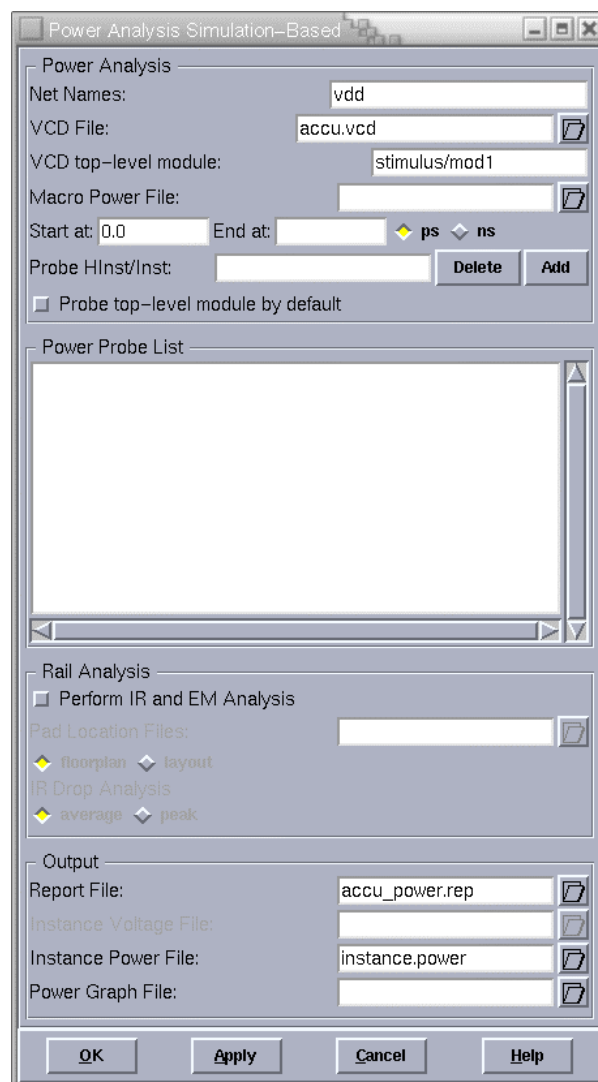 Power Analysis Simulation-Based
Power Analysis
Net Names: vdd
VCD File: accu.vcd
VCD top-level module: stimulus/mod1
Macro Power File:
Start at: 0.0 End at: ps ns
Probe HInst/Inst: Delete Add
Probe top-level module by default
Power Probe List
Rail Analysis
Perform IR and EM Analysis
Pad Location Files:
floorplan layout
IR Drop Analysis
average peak
Output
Report File: accu_power.rep
Instance Voltage File:
Instance Power File: instance.power
Power Graph File:
OK Apply Cancel Help